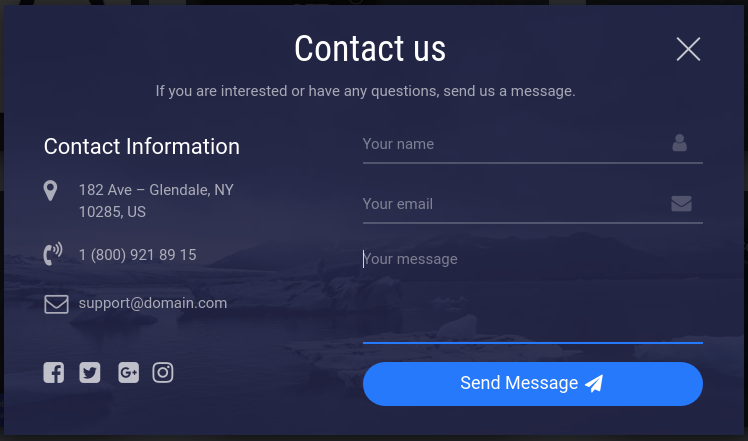 Contact us
If you are interested or have any questions, send us a message.
Contact Information
182 Ave – Glendale, NY
10285, US
1 (800) 921 89 15
support@domain.com
Your name
Your email
Your message
Send Message